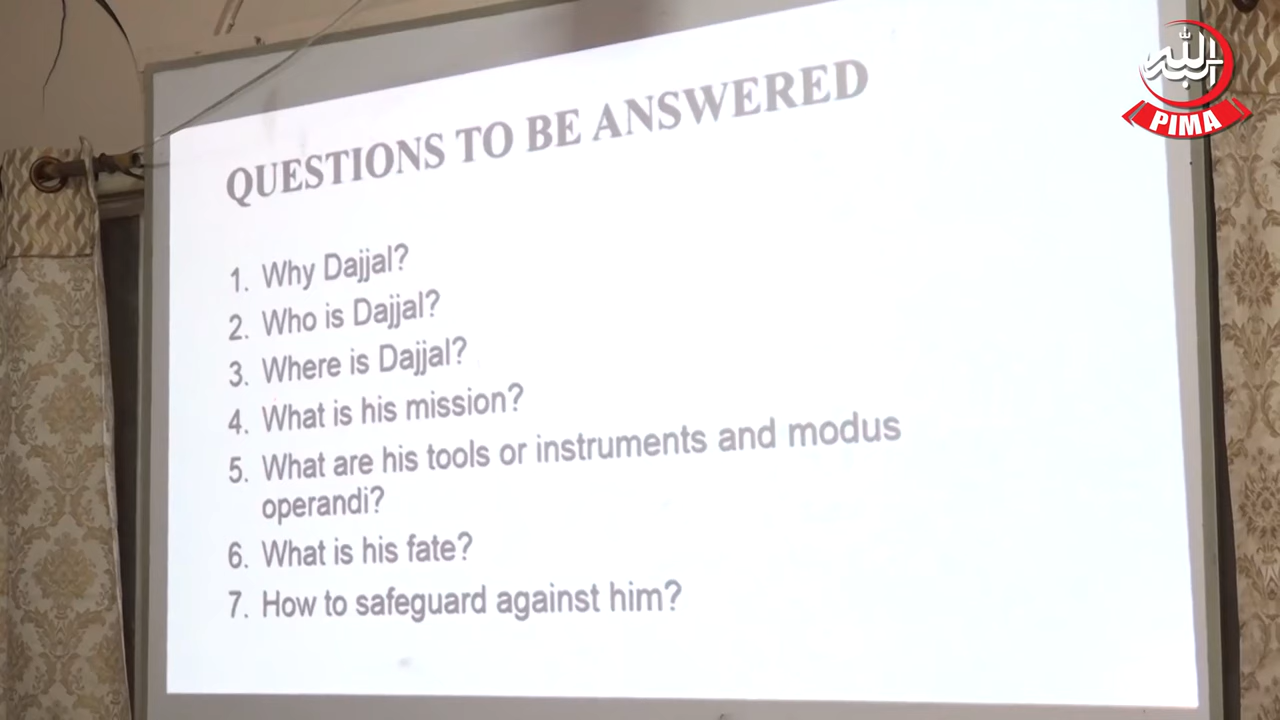 QUESTIONS TO BE ANSWERED
1. Why Dajjal?
2. Who is Dajjal?
3. Where is Dajjal?
4. What is his mission?
5. What are his tools or instruments and modus
operandi?
6. What is his fate?
7. How to safeguard against him?
PIMA